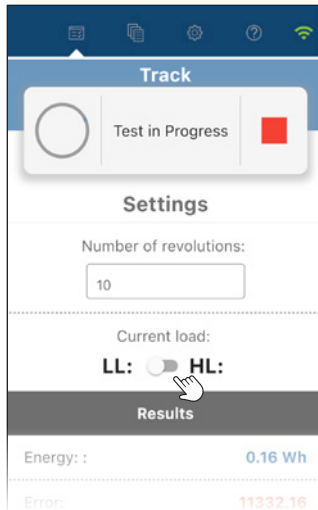 Track
Test in Progress
Settings
Number of revolutions:
10
Current load:
LL: HL:
Results
Energy: : 0.16 Wh
Error: 11332.16